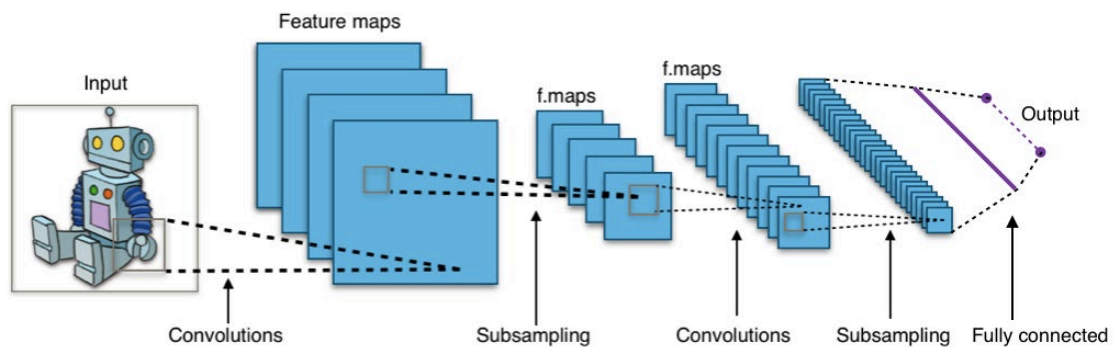 Feature maps
Input
f.maps
f.maps
Output
Convolutions
Subsampling
Convolutions
Subsampling
Fully connected